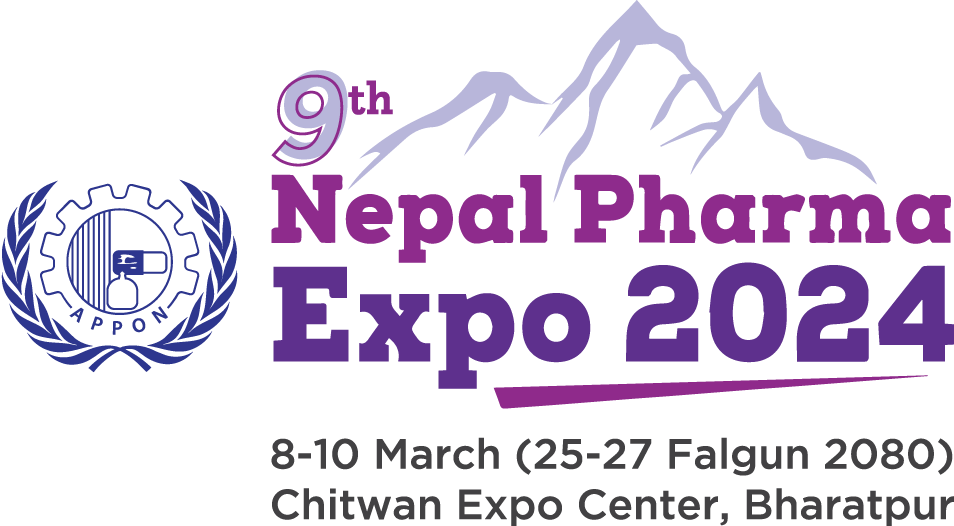 9th
Nepal Pharma
Expo 2024
APPON
8-10 March (25-27 Falgun 2080)
Chitwan Expo Center, Bharatpur